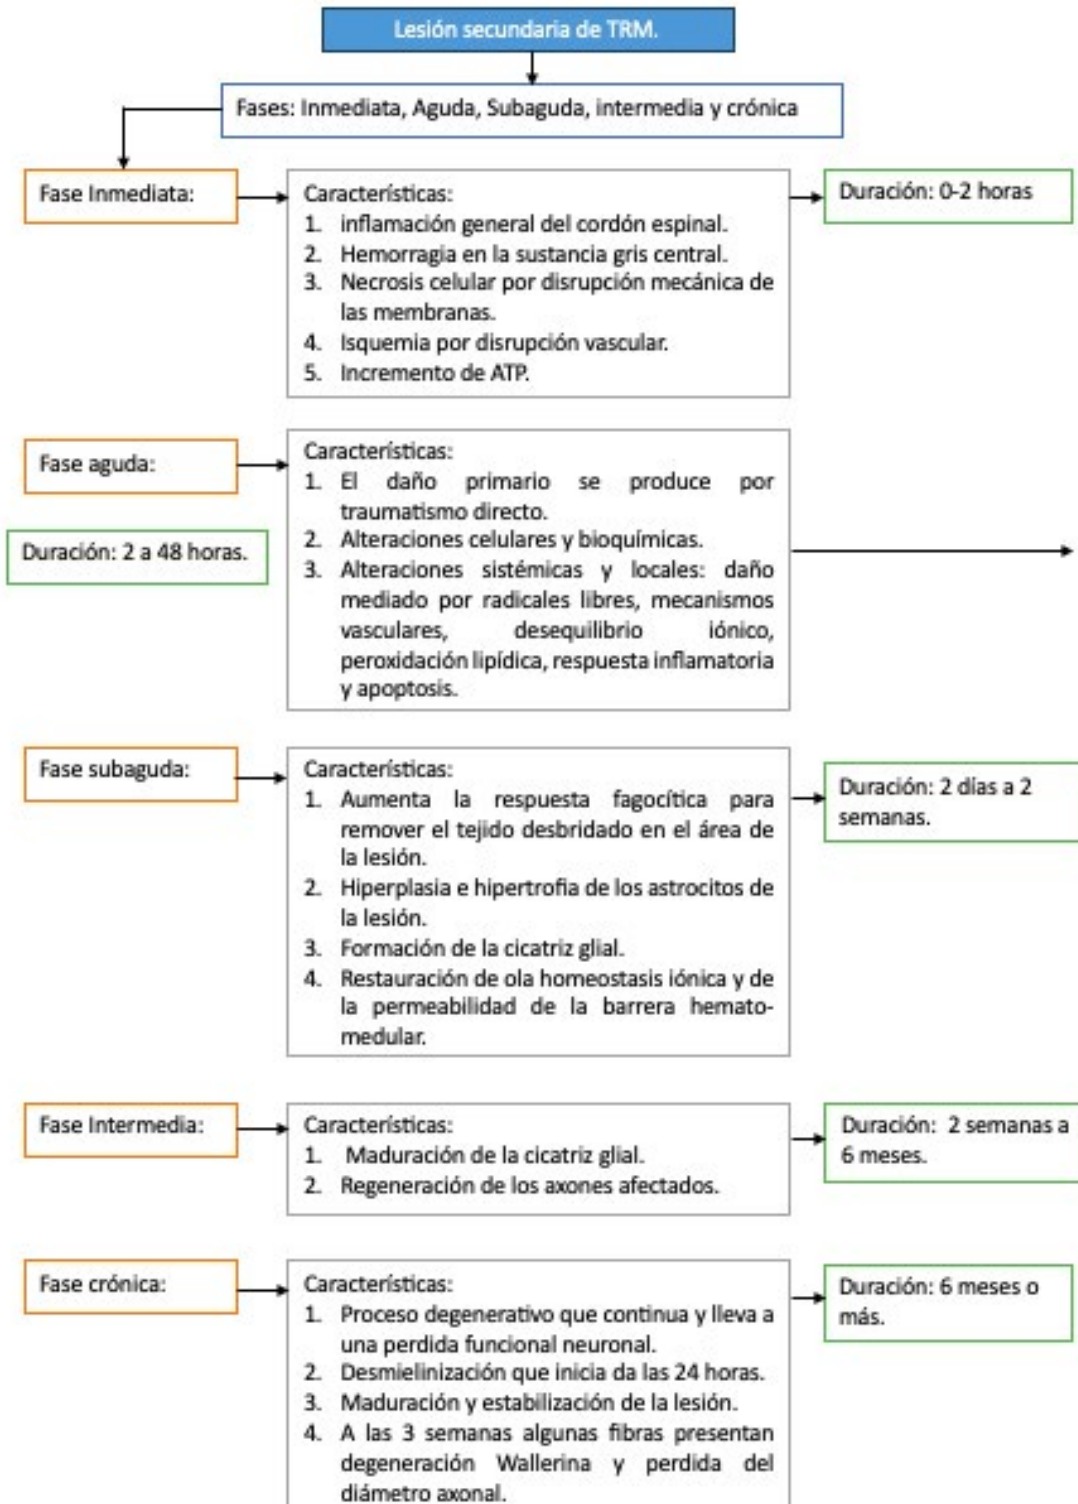 Lesión secundaria de TRM.
Fases: Inmediata, Aguda, Subaguda, intermedia y crónica
Fase Inmediata:
Características:
1. inflamación general del cordón espinal.
2. Hemorragia en la sustancia gris central.
3. Necrosis celular por disrupción mecánica de
las membranas.
4. Isquemia por disrupción vascular.
5. Incremento de ATP.
Duración: 0-2 horas
Fase aguda:
Duración: 2 a 48 horas.
Características:
1. El daño primario se produce por
traumatismo directo.
2. Alteraciones celulares y bioquímicas.
3. Alteraciones sistémicas y locales: daño
mediado por radicales libres, mecanismos
vasculares, desequilibrio iónico,
peroxidación lipídica, respuesta inflamatoria
y apoptosis.
Fase subaguda:
Características:
1. Aumenta la respuesta fagocítica para
remover el tejido desbridado en el área de
la lesión.
2. Hiperplasia e hipertrofia de los astrocitos de
la lesión.
3. Formación de la cicatriz glial.
4. Restauración de ola homeostasis iónica y de
la permeabilidad de la barrera hemato-
medular.
Duración: 2 días a 2
semanas.
Fase Intermedia:
Características:
1. Maduración de la cicatriz glial.
2. Regeneración de los axones afectados.
Duración: 2 semanas a
6 meses.
Fase crónica:
Características:
1. Proceso degenerativo que continua y lleva a
una perdida funcional neuronal.
2. Desmielinización que inicia da las 24 horas.
3. Maduración y estabilización de la lesión.
4. A las 3 semanas algunas fibras presentan
degeneración Wallerina y perdida del
diámetro axonal.
Duración: 6 meses o
más.